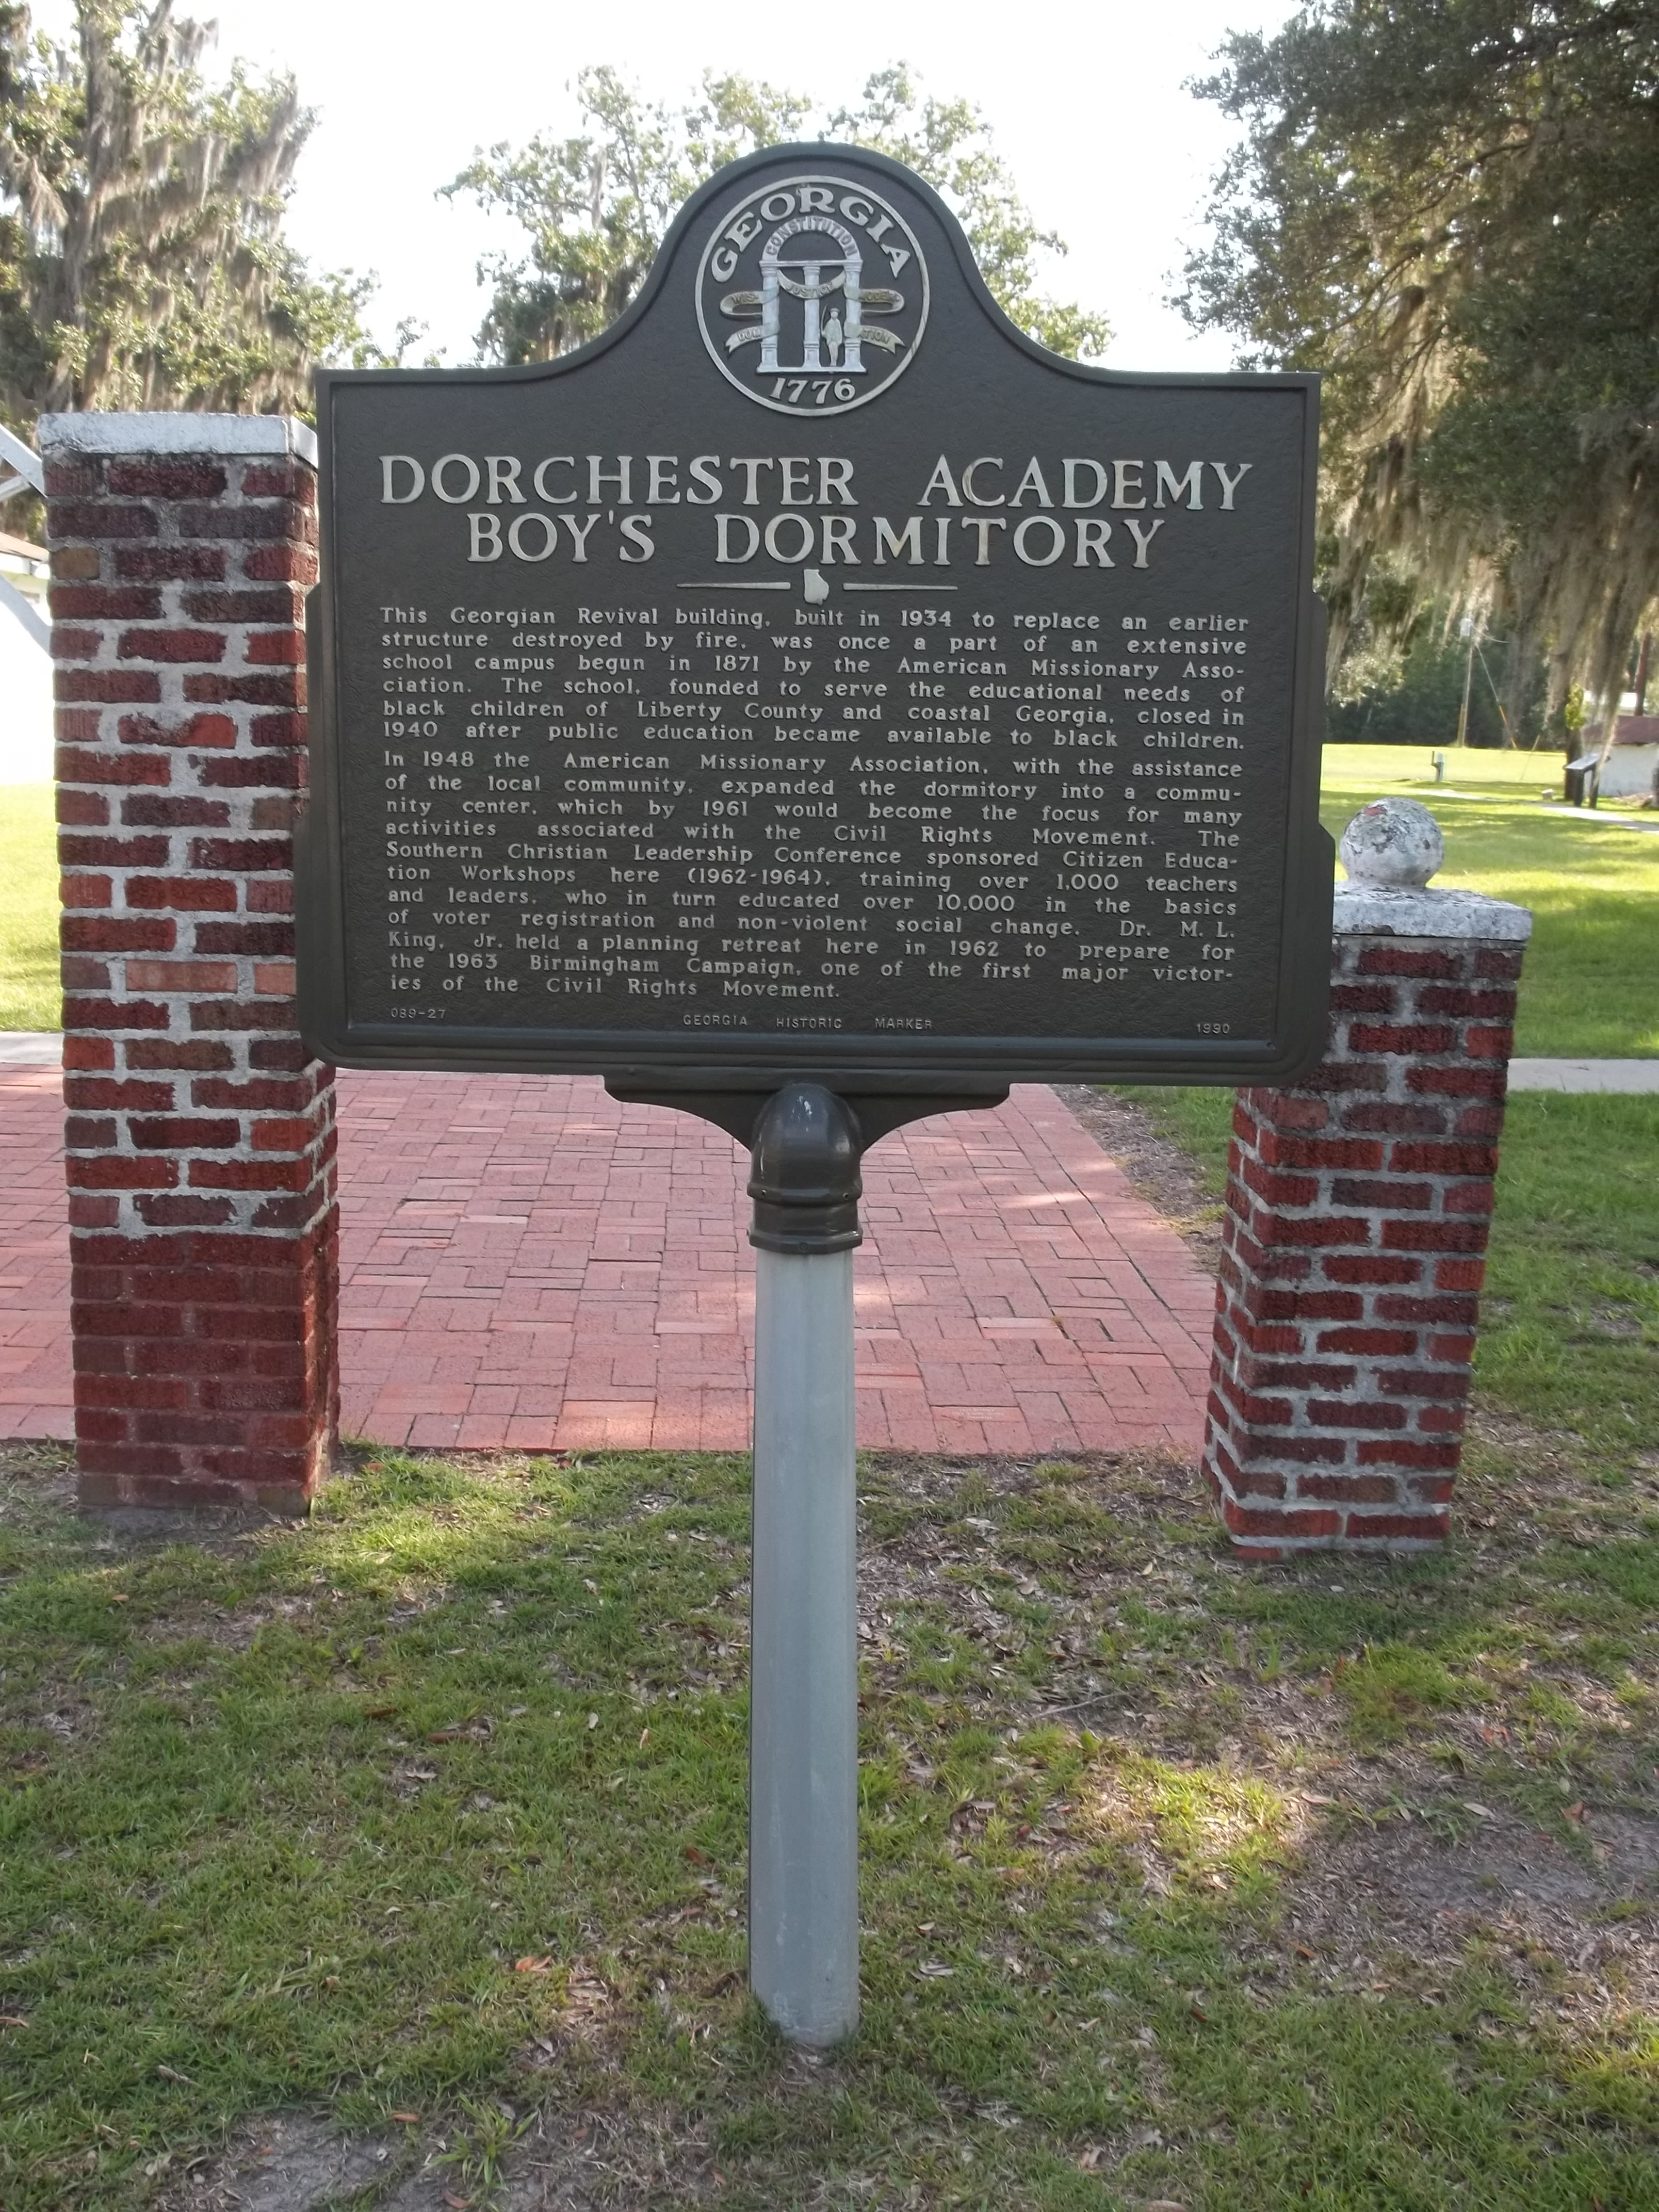 GEORGIA
CONSTITUTION
JUSTICE
1776
DORCHESTER ACADEMY
BOY'S DORMITORY
This Georgian Revival building, built in 1934 to replace an earlier
structure destroyed by fire, was once a part of an extensive
school campus begun in 1871 by the American Missionary Asso-
ciation. The school, founded to serve the educational needs of
black children of Liberty County and coastal Georgia, closed in
1940 after public education became available to black children.
In 1948 the American Missionary Association, with the assistance
of the local community, expanded the dormitory into a commu-
nity center, which by 1961 would become the focus for many
activities associated with the Civil Rights Movement. The
Southern Christian Leadership Conference sponsored Citizen Educa-
tion Workshops here (1962-1964), training over 1,000 teachers
and leaders, who in turn educated over 10,000 in the basics
of voter registration and non-violent social change. Dr. M. L.
King, Jr. held a planning retreat here in 1962 to prepare for
the 1963 Birmingham Campaign, one of the first major victor-
ies of the Civil Rights Movement.
089-27 GEORGIA HISTORIC MARKER 1990